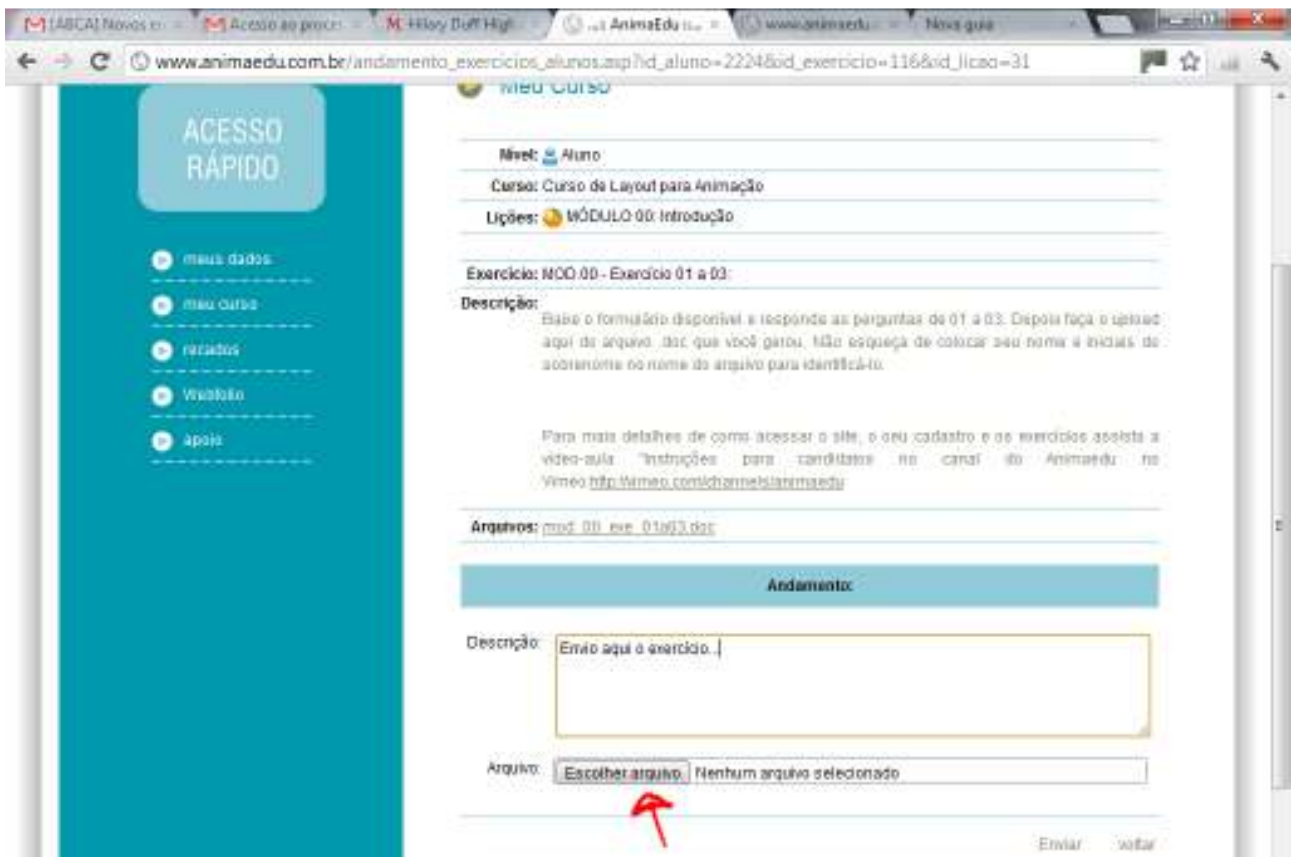 [ABCA] Novos e
Acesso ao proce
Hilary Duff High
AnimaEdu
www.animaedu
Nova guia
www.animaedu.com.br/andamento_exercicios_alunos.asp?id_aluno=2224&id_exercicio=116&id_licao=31
Meu Curso
ACESSO
RÁPIDO
meus dados
meu curso
recados
Webfolio
apoio
Nível: Aluno
Curso: Curso de Layout para Animação
Lições: MÓDULO 00: Introdução
Exercício: MOD.00 - Exercício 01 a 03:
Descrição:
Baixe o formulário disponível e responda as perguntas de 01 a 03. Depois faça o upload
aqui do arquivo .doc que você gerou. Não esqueça de colocar seu nome e iniciais do
sobrenome no nome do arquivo para identificá-lo.
Para mais detalhes de como acessar o site, o seu cadastro e os exercícios assista a
video-aula "Instruções para candidatos no canal do Animaedu no
Vimeo http://vimeo.com/channels/animaedu
Arquivos: mod_00_exe_01a03.doc
Andamento:
Descrição: Envio aqui o exercício..
Arquivo: Escolher arquivo Nenhum arquivo selecionado
Enviar voltar